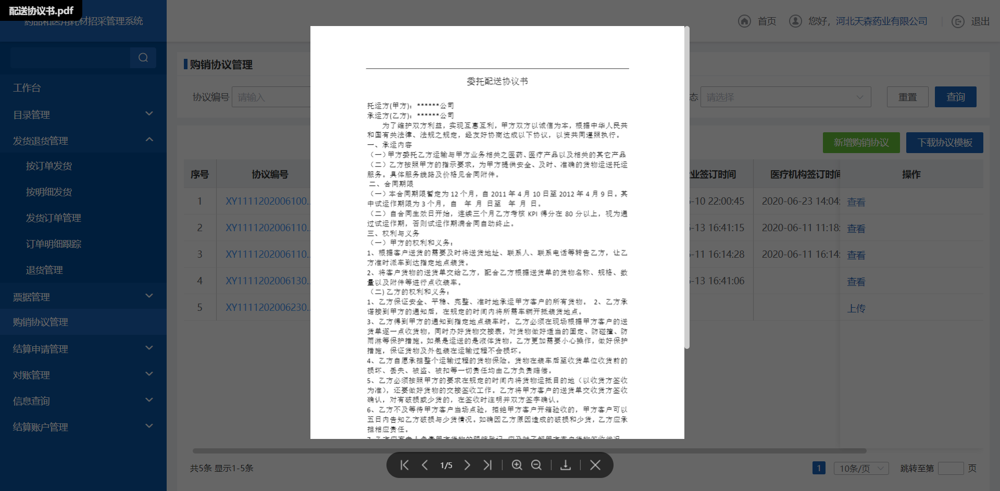 配送协议书.pdf
药品和医用耗材招采管理系统
首页
您好，河北天森药业有限公司
退出
工作台
目录管理
发货退货管理
按订单发货
按明细发货
发货订单管理
订单明细跟踪
退货管理
票据管理
购销协议管理
结算申请管理
对账管理
信息查询
结算账户管理
购销协议管理
协议编号 请输入
态 请选择
重置
查询
新增购销协议
下载协议模板
序号 协议编号 业签订时间 医疗机构签订时间 操作
1 XY1111202006100.. -10 22:00:45 2020-06-23 14:04: 查看
2 XY1111202006110.. -13 16:41:15 2020-06-11 11:18: 查看
3 XY1111202006110.. -11 16:14:28 2020-06-11 16:14: 查看
4 XY1111202006130.. -13 16:41:06 查看
5 XY1111202006230.. 上传
委托配送协议书
托运方(甲方)：******公司
承运方(乙方)：******公司
为了维护双方利益，实现互惠互利，甲方双方以诚信为本，根据中华人民共
和国有关法律、法规之规定，经友好协商达成以下协议，以资共同遵照执行。
一、承运内容
（一）甲方委托乙方运输与甲方业务相关之医药、医疗产品以及相关的其它产品
（二）乙方按照甲方的指示要求，为甲方提供安全、及时、准确的货物运送托运
服务。具体服务线路及价格见合同附件。
二、合同期限
（一）本合同期限暂定为 12 个月，自 2011 年 4 月 10 日至 2012 年 4 月 9 日。其
中试运作期限为 3 个月，自 年 月 日至 年 月 日。
（二）自合同生效日开始，连续三个月乙方考核 KPI 得分在 80 分以上，视为通
过试运作期，否则试运作期满合同自动终止。
三、权利与义务
（一）甲方的权利和义务：
1、根据客户送货的需要及时将送货地址、联系人、联系电话等转告乙方，让乙
方准时派车到达指定地点装货。
2、将客户货物的送货单交给乙方，配合乙方根据送货单的货物名称、规格、数
量以及附件等进行点收装车。
（二) 乙方的权利和义务：
1、乙方保证安全、平稳、完整、准时地承运甲方客户的所有货物。 2、乙方承
诺接到甲方的通知后，在规定的时间内将所需车辆开抵装货地点。
3、乙方得到甲方的通知到指定地点装车时，乙方必须在现场根据甲方客户的送
货单逐一点收货物，同时办好货物交接表，对货物做好适当的固定、防碰撞、防
雨淋等保护措施。如果是运送的是液体货物，乙方更加需要小心操作，做好保护
措施，保证货物及外包装在运输过程不会损坏。
4、乙方自愿承担整个运输过程的货物保险。货物在装车后至收货单位收货前的
损坏、丢失、被盗、被扣等一切责任均由乙方负责赔偿。
5、乙方必须按照甲方的要求在规定的时间内将货物运抵目的地（以收货方签收
为准），还要做好货物的交接签收工作。乙方将甲方客户的送货单交收货方签收
确认，对有破损或少货的，在签收时注明并双方签字确认。
6、乙方不及等待甲方客户当场点验，拒绝甲方客户开箱验收的，甲方客户可以
五日内告知乙方破损与少货情况。如确因乙方原因造成的破损和少货，乙方应承
担相应责任。
1/5
共5条 显示1-5条
1
10条/页
跳转至第
页